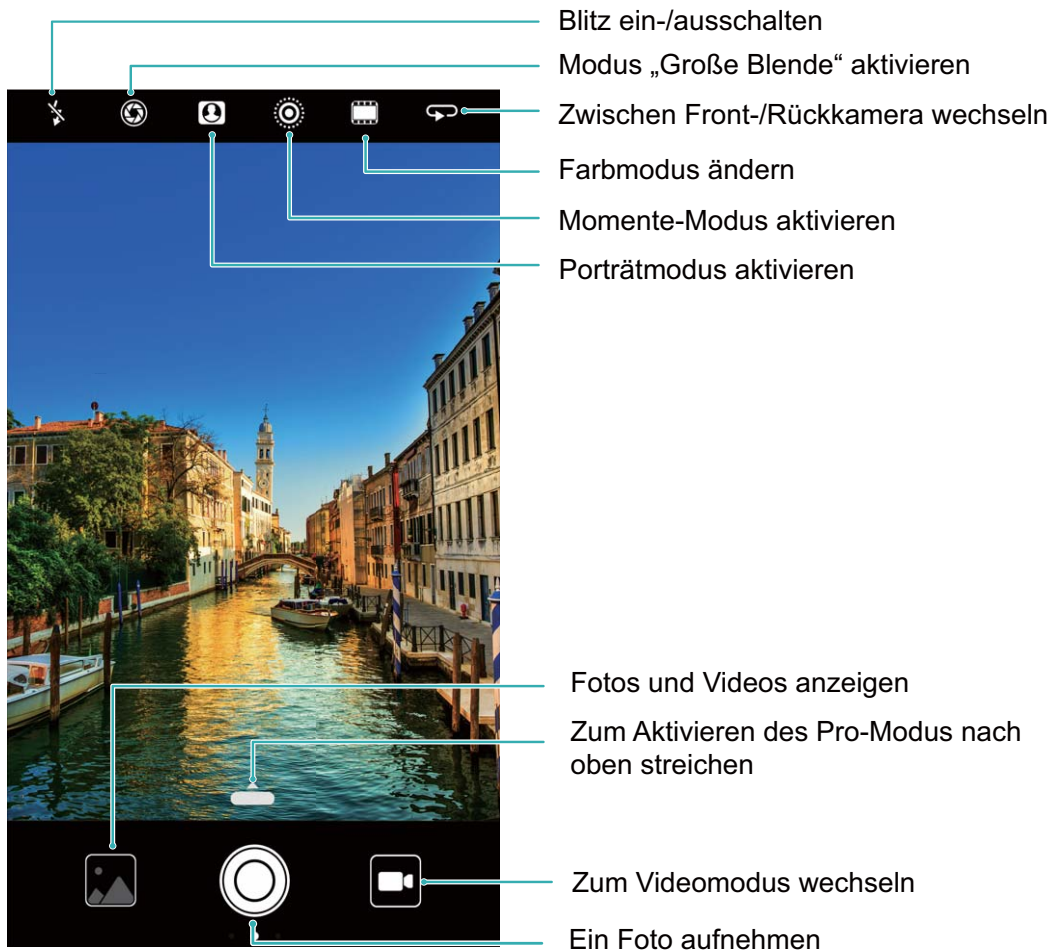 Blitz ein-/ausschalten
Modus „Große Blende“ aktivieren
Zwischen Front-/Rückkamera wechseln
Farbmodus ändern
Momente-Modus aktivieren
Porträtmodus aktivieren
Fotos und Videos anzeigen
Zum Aktivieren des Pro-Modus nach
oben streichen
Zum Videomodus wechseln
Ein Foto aufnehmen